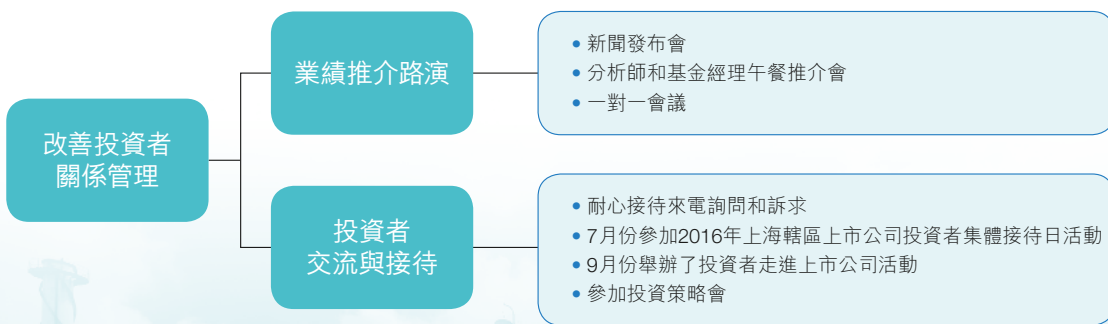 業績推介路演
• 新聞發布會
• 分析師和基金經理午餐推介會
• 一對一會議
改善投資者
關係管理
投資者
交流與接待
• 耐心接待來電詢問和訴求
• 7月份參加2016年上海轄區上市公司投資者集體接待日活動
• 9月份舉辦了投資者走進上市公司活動
• 參加投資策略會